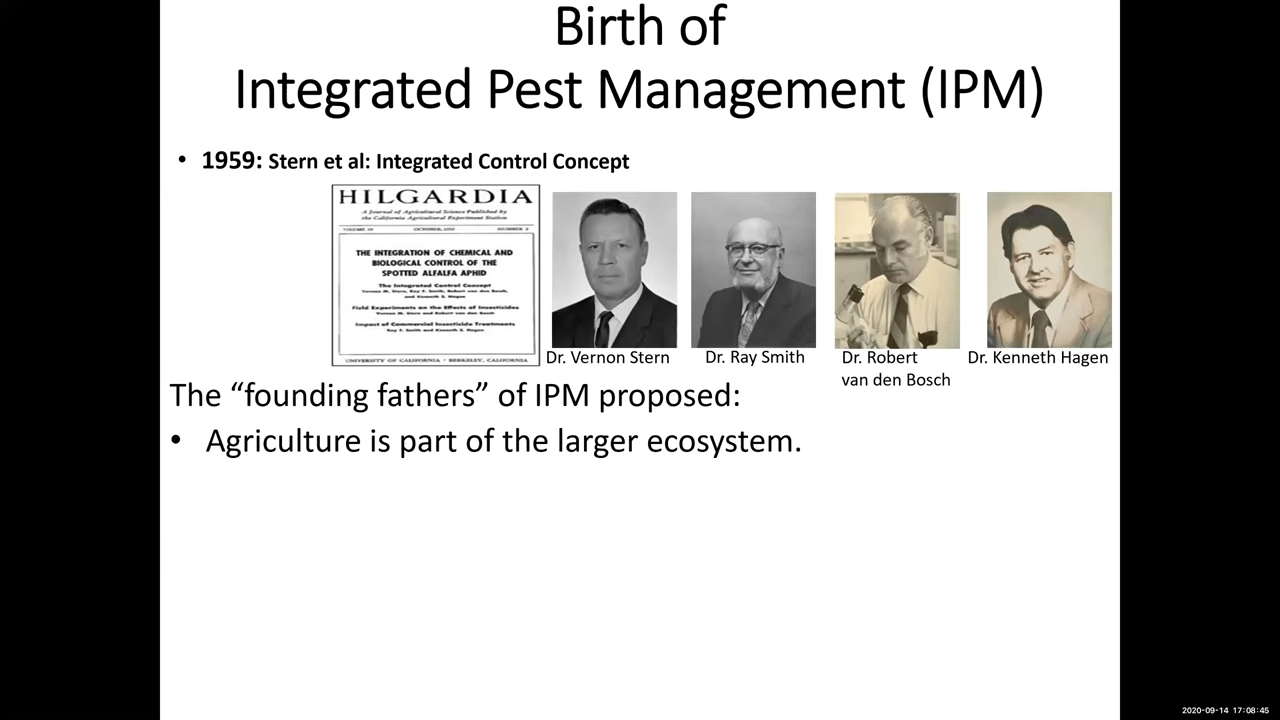 Birth of
Integrated Pest Management (IPM)
• 1959: Stern et al: Integrated Control Concept
HILGARDIA
A Journal of Agricultural Science Published by
the California Agricultural Experiment Station
OCTOBER, 1959
THE INTEGRATION OF CHEMICAL AND
BIOLOGICAL CONTROL OF THE
SPOTTED ALFALFA APHID
The Integrated Control Concept
Vernon M. Stern, Ray F. Smith, Robert van den Bosch,
and Kenneth S. Hagen
Field Experiments on the Effects of Insecticides
Vernon M. Stern and Robert van den Bosch
Impact of Commercial Insecticide Treatments
Ray F. Smith and Kenneth S. Hagen
UNIVERSITY OF CALIFORNIA • BERKELEY, CALIFORNIA
Dr. Vernon Stern
Dr. Ray Smith
Dr. Robert
van den Bosch
Dr. Kenneth Hagen
The “founding fathers” of IPM proposed:
• Agriculture is part of the larger ecosystem.
2020-09-14 17:08:45